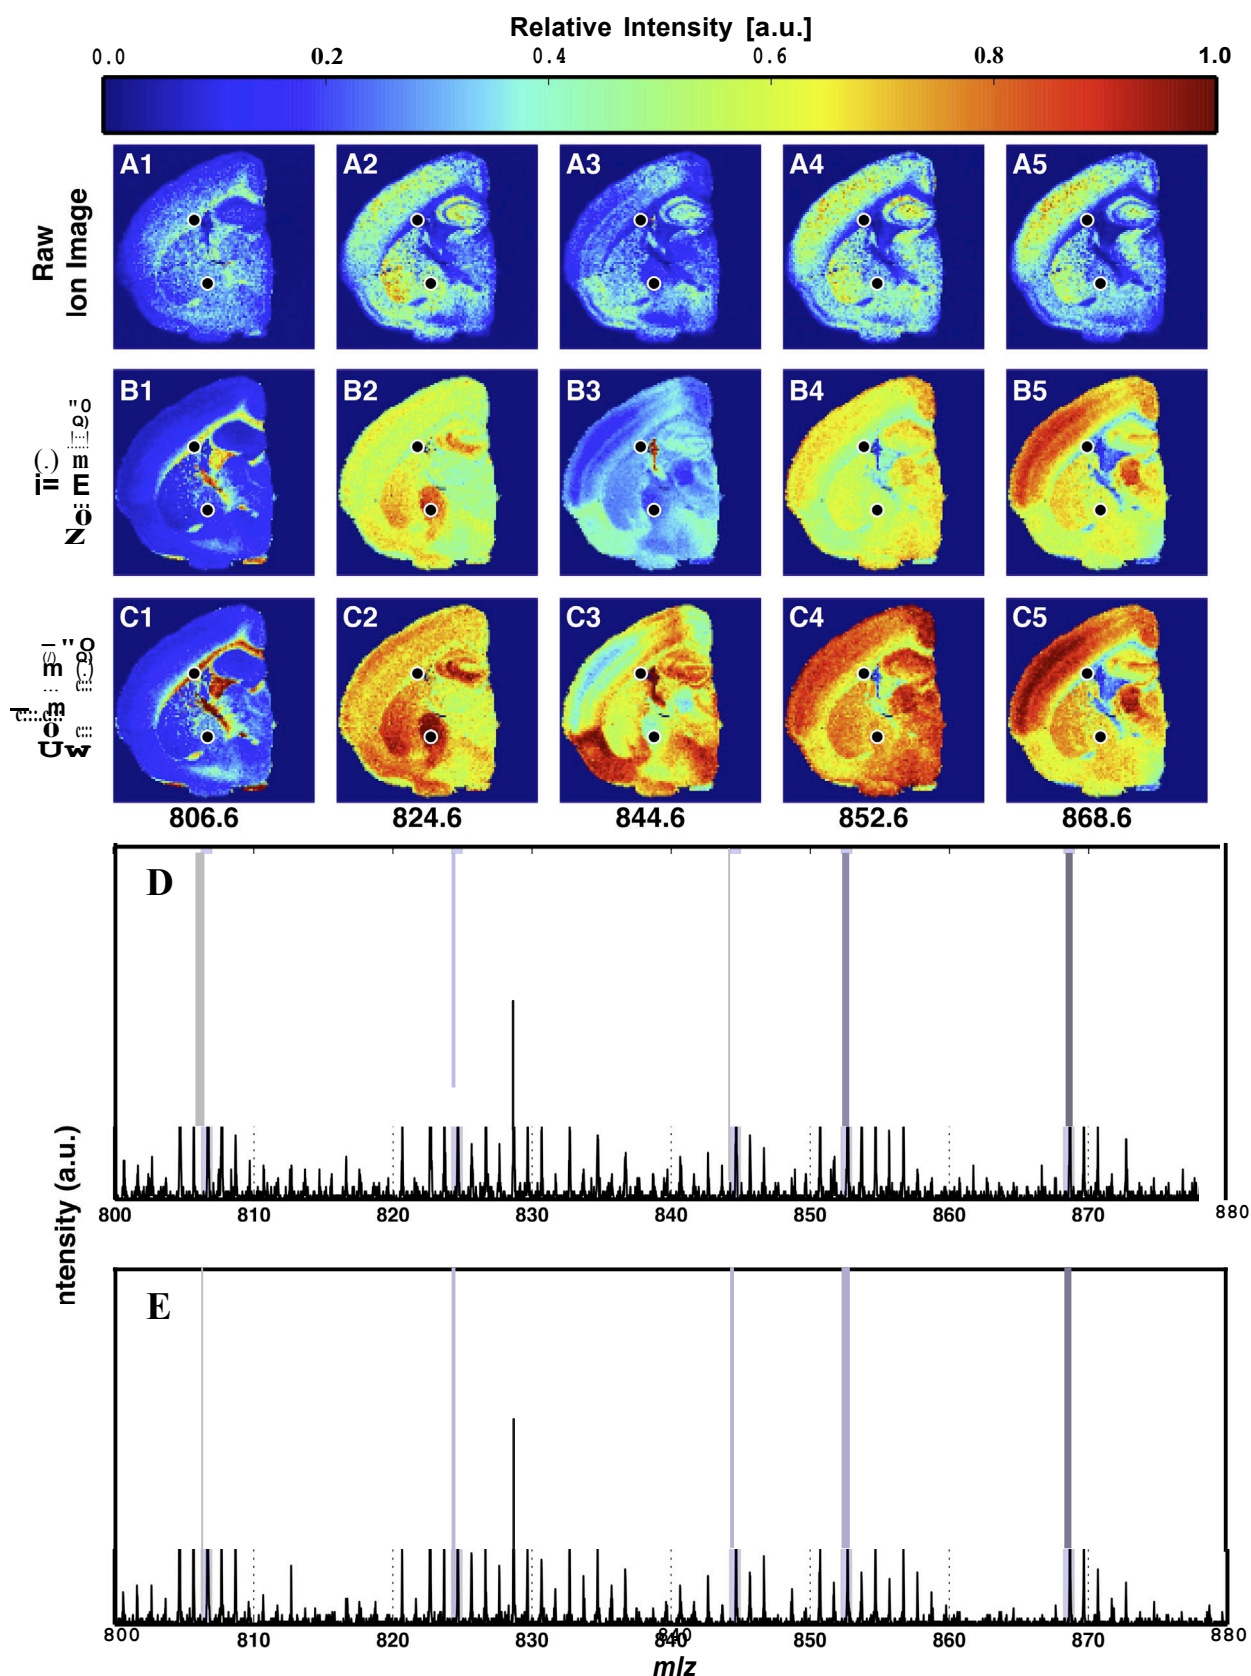 Relative Intensity [a.u.]
0.0 0.2 0.4 0.6 0.8 1.0
Raw
Ion Image
A1 A2 A3 A4 A5
B1 B2 B3 B4 B5
C1 C2 C3 C4 C5
806.6 824.6 844.6 852.6 868.6
D
800 810 820 830 840 850 860 870 880
ntensity (a.u.)
E
800 810 820 830 840 850 860 870 880
m/z